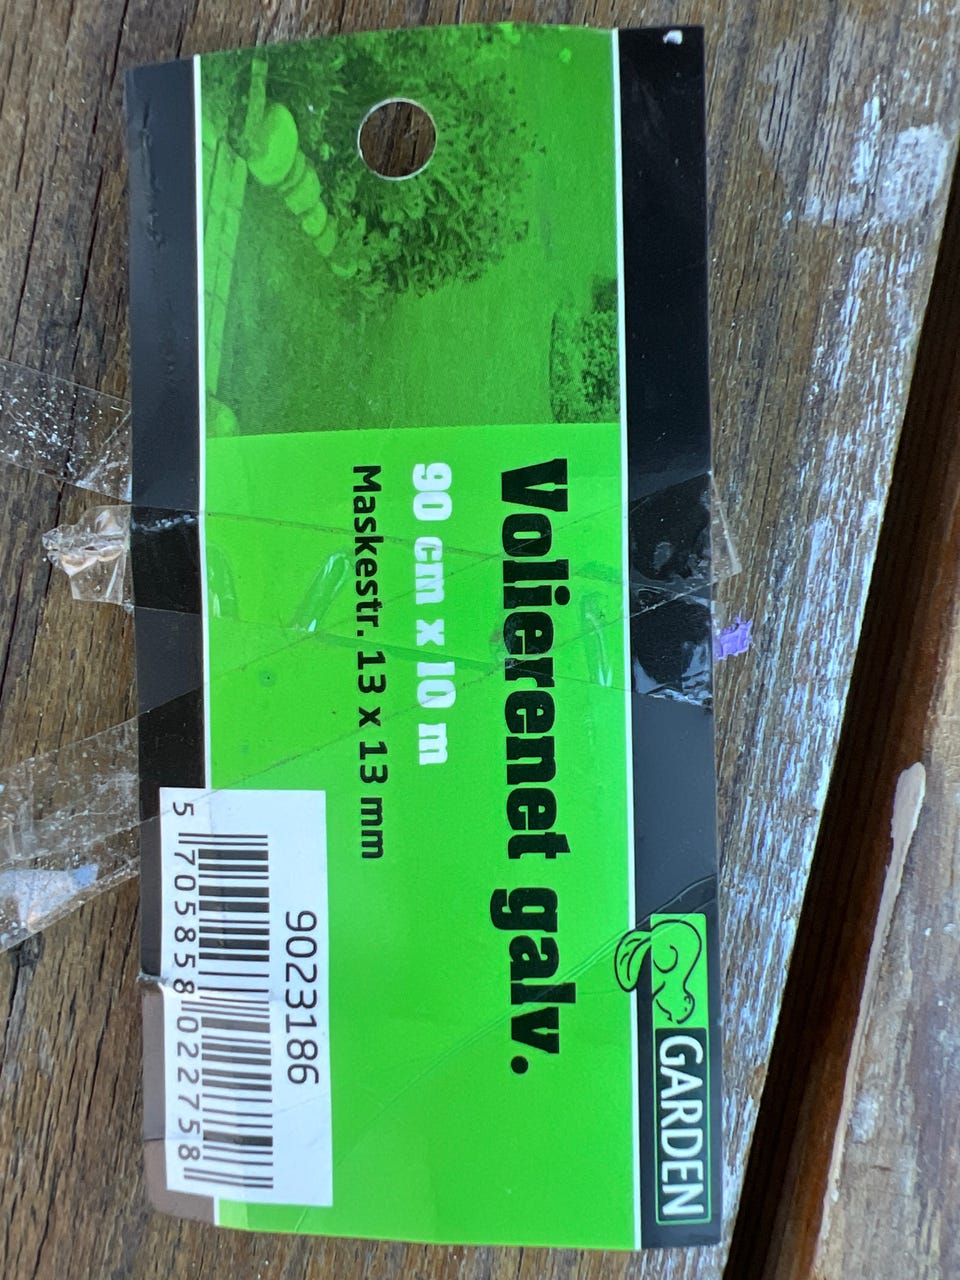 GARDEN
Volierenet galv.
90 cm x 10 m
Maskestr. 13 x 13 mm
9023186
5 705858 022758